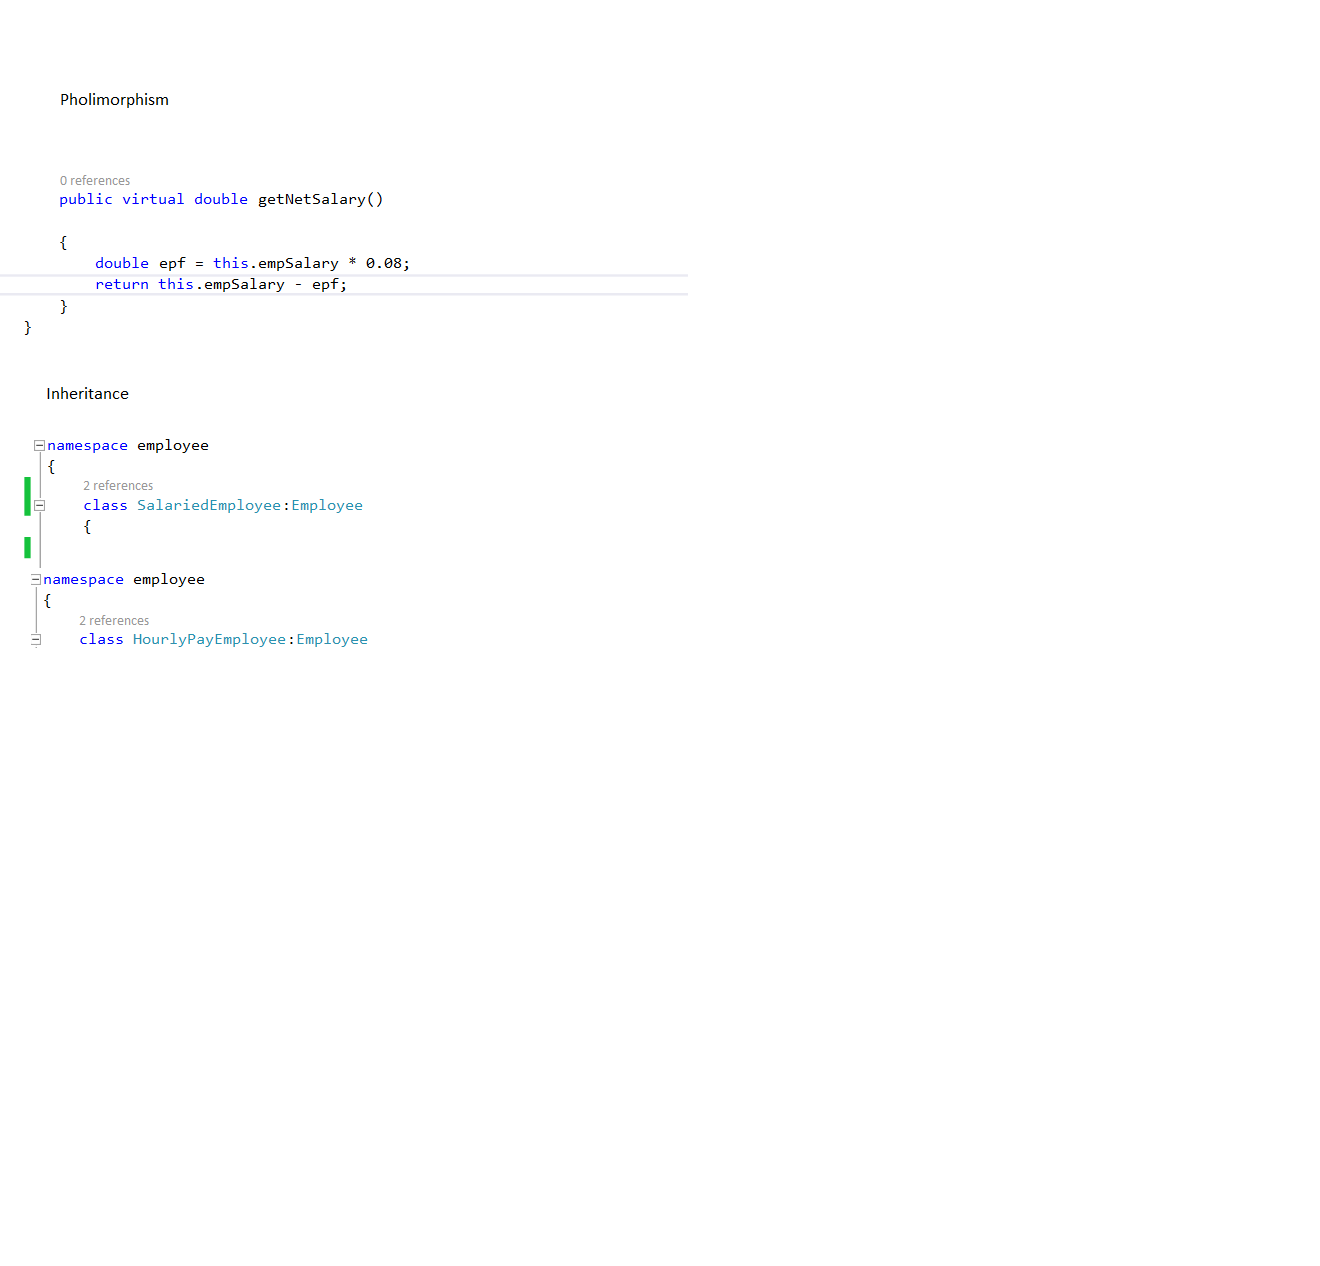 Pholimorphism
0 references
public virtual double getNetSalary()
{
double epf = this.empSalary * 0.08;
return this.empSalary - epf;
}
}
Inheritance
namespace employee
{
2 references
class SalariedEmployee:Employee
{
namespace employee
{
2 references
class HourlyPayEmployee:Employee